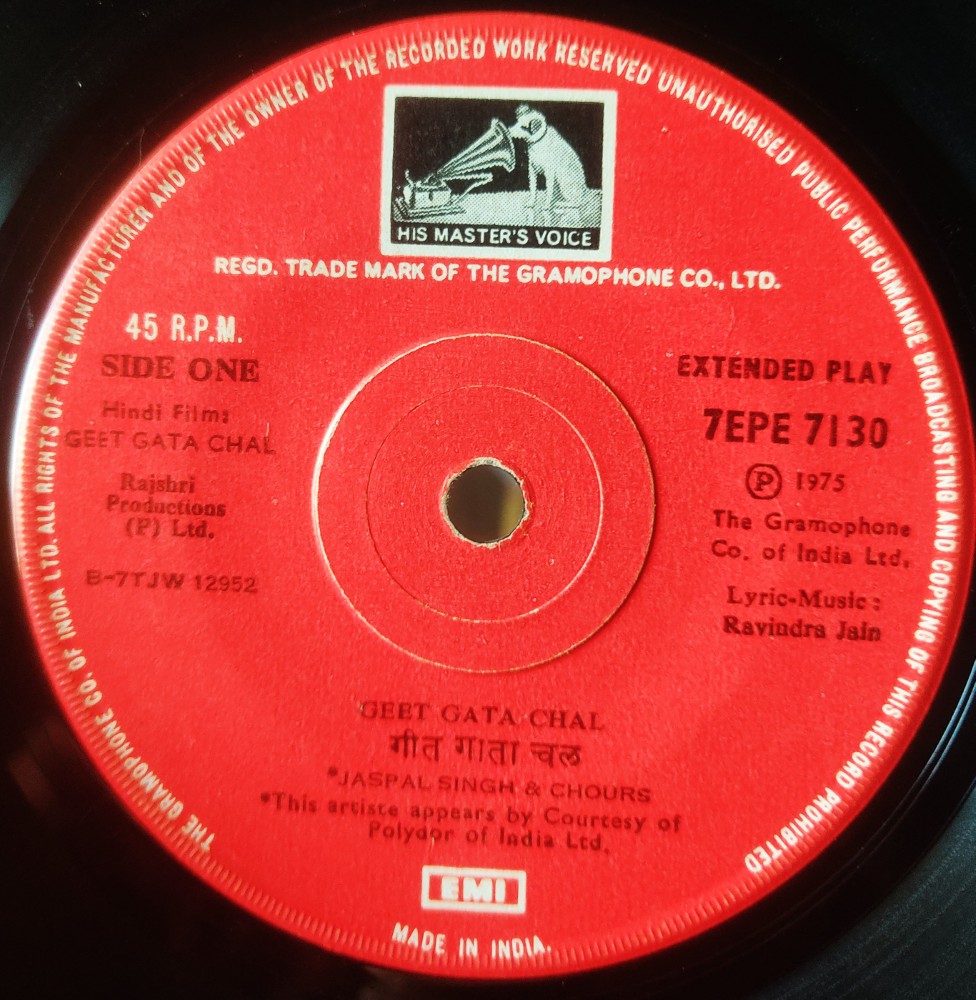 THE GRAMOPHONE CO. OF INDIA LTD. ALL RIGHTS OF THE MANUFACTURER AND OF THE OWNER OF THE RECORDED WORK RESERVED UNAUTHORISED PUBLIC PERFORMANCE BROADCASTING AND COPYING OF THIS RECORD PROHIBITED
HIS MASTER'S VOICE
REGD. TRADE MARK OF THE GRAMOPHONE CO., LTD.
45 R.P.M.
SIDE ONE
Hindi Film:
GEET GATA CHAL
Rajshri
Productions
(P) Ltd.
B-7TJW 12952
EXTENDED PLAY
7EPE 7130
Ⓟ 1975
The Gramophone
Co. of India Ltd.
Lyric-Music:
Ravindra Jain
GEET GATA CHAL
गीत गाता चल
*JASPAL SINGH & CHOURS
*This artiste appears by Courtesy of
Polydor of India Ltd.
EMI
MADE IN INDIA.